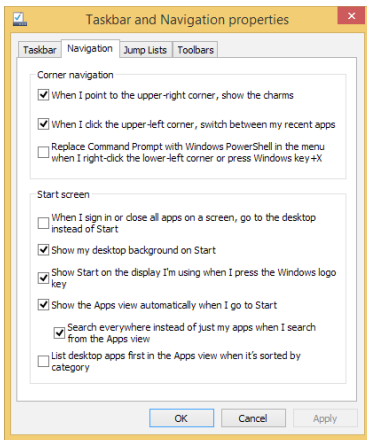 Taskbar and Navigation properties
Taskbar Navigation Jump Lists Toolbars
Corner navigation
When I point to the upper-right corner, show the charms
When I click the upper-left corner, switch between my recent apps
Replace Command Prompt with Windows PowerShell in the menu
when I right-click the lower-left corner or press Windows key+X
Start screen
When I sign in or close all apps on a screen, go to the desktop
instead of Start
Show my desktop background on Start
Show Start on the display I'm using when I press the Windows logo
key
Show the Apps view automatically when I go to Start
Search everywhere instead of just my apps when I search
from the Apps view
List desktop apps first in the Apps view when it's sorted by
category
OK Cancel Apply